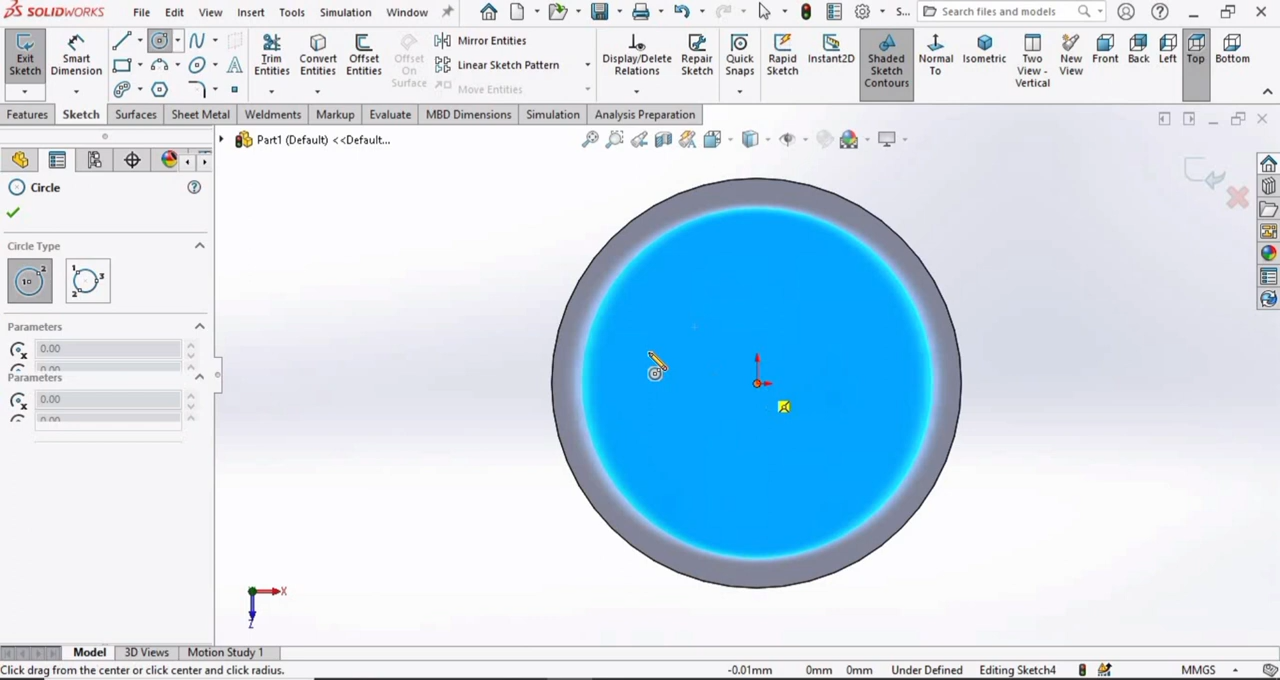 SOLIDWORKS File Edit View Insert Tools Simulation Window S... Search files and models
Exit Sketch
Smart Dimension
Trim Entities
Convert Entities
Offset Entities
Offset On Surface
Mirror Entities
Linear Sketch Pattern
Move Entities
Display/Delete Relations
Repair Sketch
Quick Snaps
Rapid Sketch
Instant2D
Shaded Sketch Contours
Normal To
Isometric
Two View - Vertical
New View
Front
Back
Left
Top
Bottom
Features Sketch Surfaces Sheet Metal Weldments Markup Evaluate MBD Dimensions Simulation Analysis Preparation
Part1 (Default) <<Default...
Circle
Circle Type
Parameters
0.00
0.00
Parameters
0.00
0.00
X
Z
Model 3D Views Motion Study 1
Click drag from the center or click center and click radius. -0.01mm 0mm 0mm Under Defined Editing Sketch4 MMGS